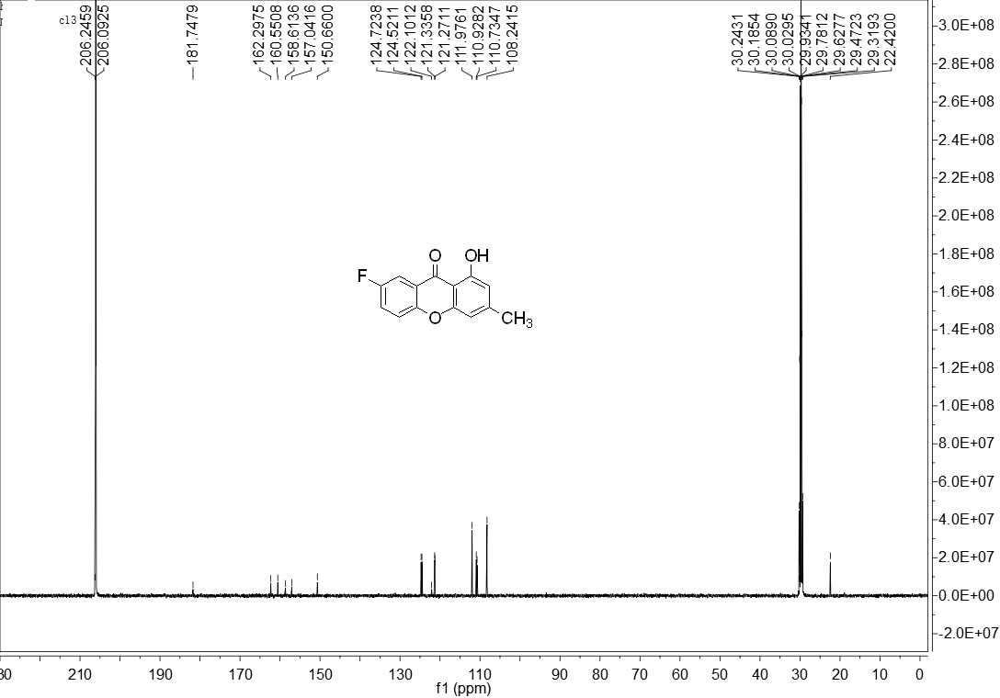 c13
206.2459
206.0925
181.7479
162.2975
160.5508
158.6136
157.0416
150.6600
124.7238
124.5211
122.1012
121.3358
121.2711
111.9761
110.9282
110.7347
108.2415
30.2431
30.1854
30.0890
30.0295
29.9341
29.7812
29.6277
29.4723
29.3193
22.4200
3.0E+08
2.8E+08
2.6E+08
2.4E+08
2.2E+08
2.0E+08
1.8E+08
1.6E+08
1.4E+08
1.2E+08
1.0E+08
8.0E+07
6.0E+07
4.0E+07
2.0E+07
0.0E+00
-2.0E+07
O OH
F
O CH3
30 210 190 170 150 130 110 90 80 70 60 50 40 30 20 10 0
f1 (ppm)